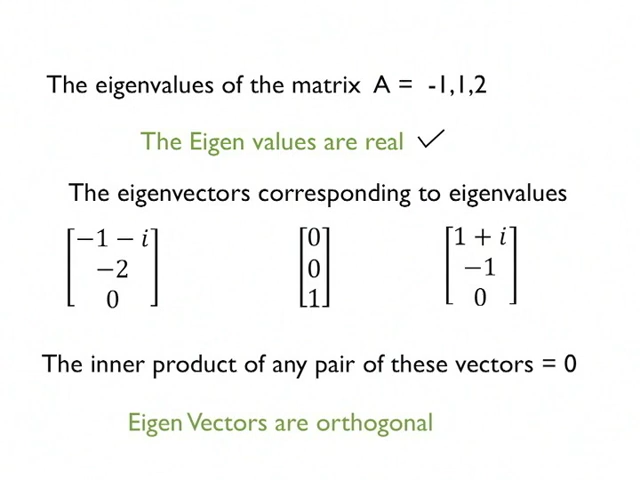 The eigenvalues of the matrix A = -1,1,2
The Eigen values are real ✓
The eigenvectors corresponding to eigenvalues
[−1 − i] [0] [1 + i]
[−2] [0] [−1]
[0] [1] [0]
The inner product of any pair of these vectors = 0
Eigen Vectors are orthogonal